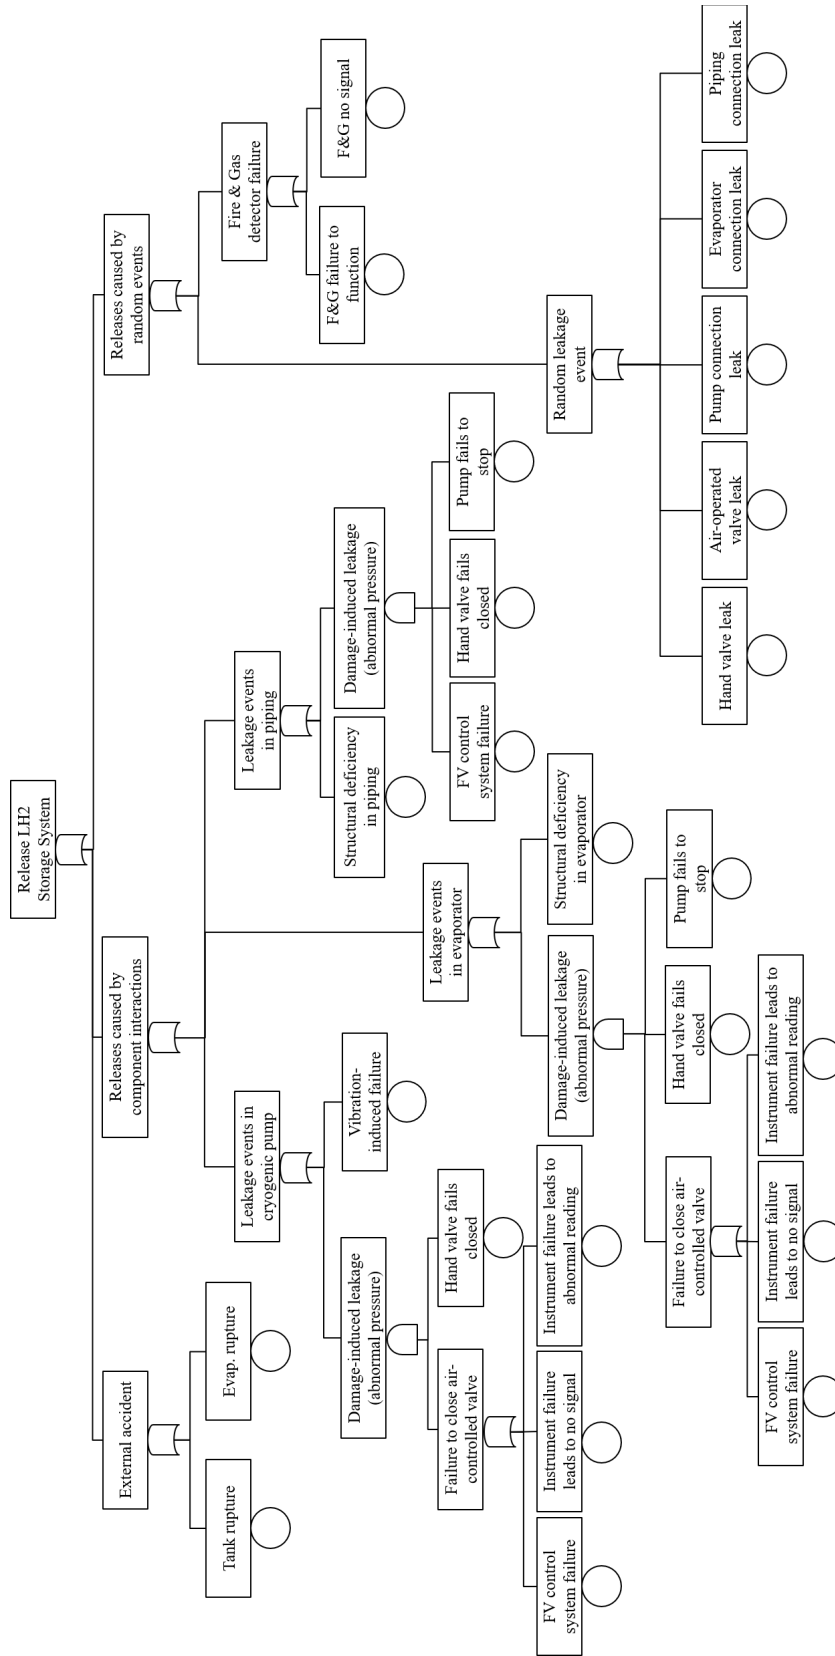 Release LH2
Storage System
External accident
Releases caused by
component interactions
Releases caused by
random events
Tank rupture
Evap. rupture
Leakage events in
cryogenic pump
Leakage events
in evaporator
Leakage events
in piping
Fire & Gas
detector failure
Damage-induced leakage
(abnormal pressure)
Vibration-
induced failure
Structural deficiency
in piping
Damage-induced leakage
(abnormal pressure)
F&G failure to
function
F&G no signal
Failure to close air-
controlled valve
Hand valve fails
closed
FV control
system failure
Hand valve fails
closed
Pump fails to
stop
FV control
system failure
Instrument failure
leads to no signal
Instrument failure leads to
abnormal reading
Damage-induced leakage
(abnormal pressure)
Structural deficiency
in evaporator
Random leakage
event
Failure to close air-
controlled valve
Hand valve fails
closed
Pump fails to
stop
Hand valve leak
Air-operated
valve leak
Pump connection
leak
Evaporator
connection leak
Piping
connection leak
FV control
system failure
Instrument failure
leads to no signal
Instrument failure leads to
abnormal reading